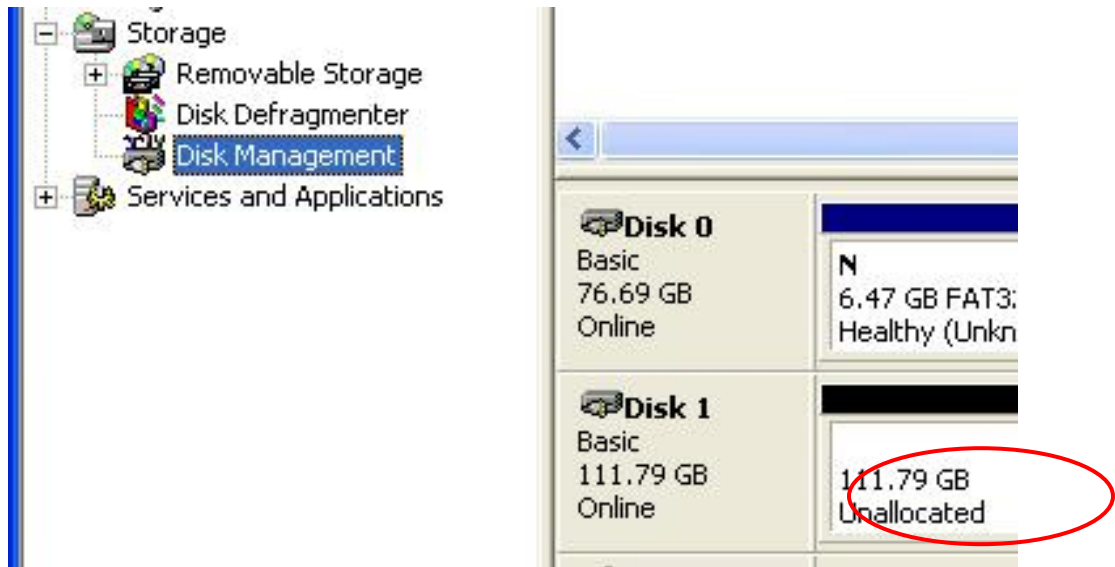 Storage
Removable Storage
Disk Defragmenter
Disk Management
Services and Applications
Disk 0
Basic
76.69 GB
Online
N
6.47 GB FAT3
Healthy (Unkn
Disk 1
Basic
111.79 GB
Online
111.79 GB
Unallocated